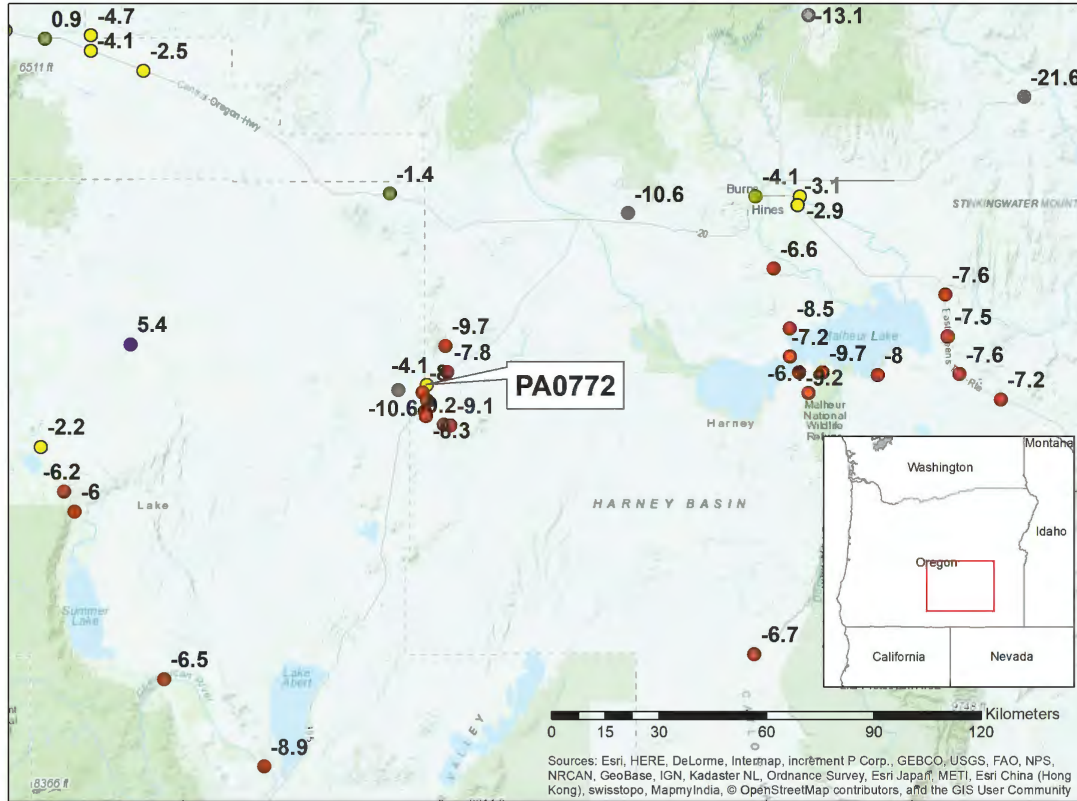 0.9
-4.7
-4.1
-2.5
-13.1
6511 ft
Central Oregon Hwy
-21.6
-1.4
-10.6
Burns
-4.1
-3.1
Hines
-2.9
STINKINGWATER MOUNT
20
-6.6
-7.6
5.4
-9.7
-7.8
-8.5
-7.2
Malheur Lake
-7.5
-4.1
PA0772
-9.7
-8
-7.6
-9.2
-7.2
-10.6
-9.1
-8.3
Harney
Malheur
National
Wildlife
-2.2
-6.2
-6
Lake
HARNEY BASIN
Montana
Washington
Idaho
Oregon
California
Nevada
Summer
Lake
-6.5
-6.7
Lake
Abert
-8.9
VALLEY
8366 ft
Kilometers
0 15 30 60 90 120
Sources: Esri, HERE, DeLorme, Intermap, increment P Corp., GEBCO, USGS, FAO, NPS,
NRCAN, GeoBase, IGN, Kadaster NL, Ordnance Survey, Esri Japan, METI, Esri China (Hong
Kong), swisstopo, MapmyIndia, © OpenStreetMap contributors, and the GIS User Community